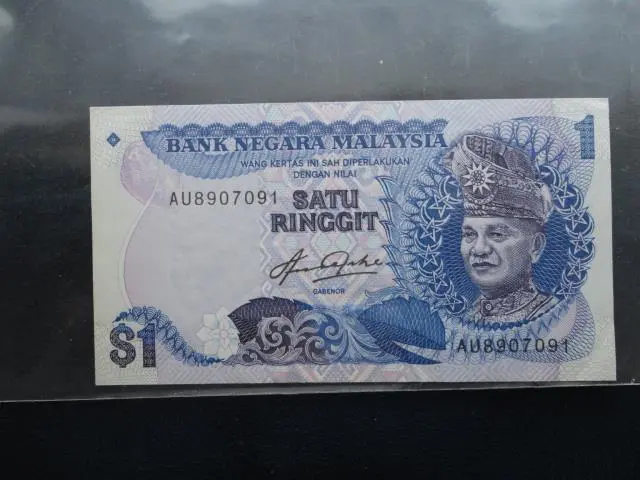 1
BANK NEGARA MALAYSIA
WANG KERTAS INI SAH DIPERLAKUKAN
DENGAN NILAI
AU8907091
SATU
RINGGIT
GABENOR
$1
AU8907091